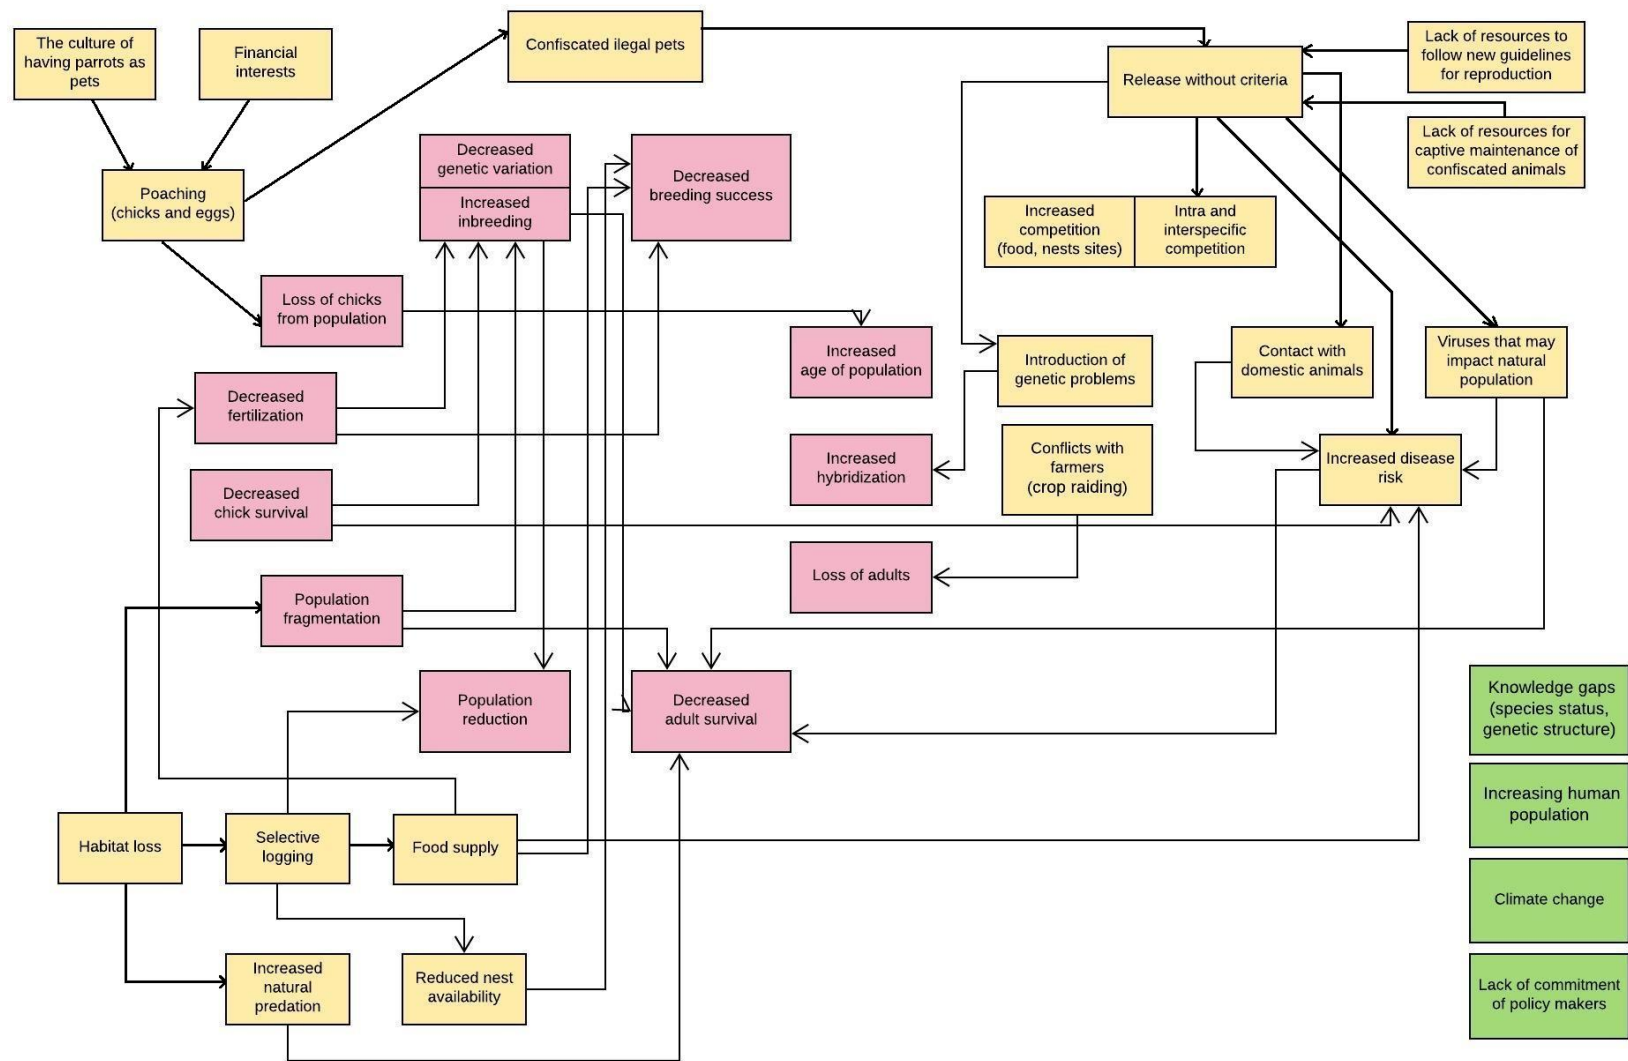 The culture of
having parrots as
pets
Financial
interests
Confiscated ilegal pets
Release without criteria
Lack of resources to
follow new guidelines
for reproduction
Lack of resources for
captive maintenance of
confiscated animals
Poaching
(chicks and eggs)
Decreased
genetic variation
Increased
inbreeding
Decreased
breeding success
Increased
competition
(food, nests sites)
Intra and
interspecific
competition
Loss of chicks
from population
Increased
age of population
Introduction of
genetic problems
Contact with
domestic animals
Viruses that may
impact natural
population
Decreased
fertilization
Increased
hybridization
Conflicts with
farmers
(crop raiding)
Increased disease
risk
Decreased
chick survival
Loss of adults
Population
fragmentation
Population
reduction
Decreased
adult survival
Knowledge gaps
(species status,
genetic structure)
Increasing human
population
Climate change
Lack of commitment
of policy makers
Habitat loss
Selective
logging
Food supply
Increased
natural
predation
Reduced nest
availability